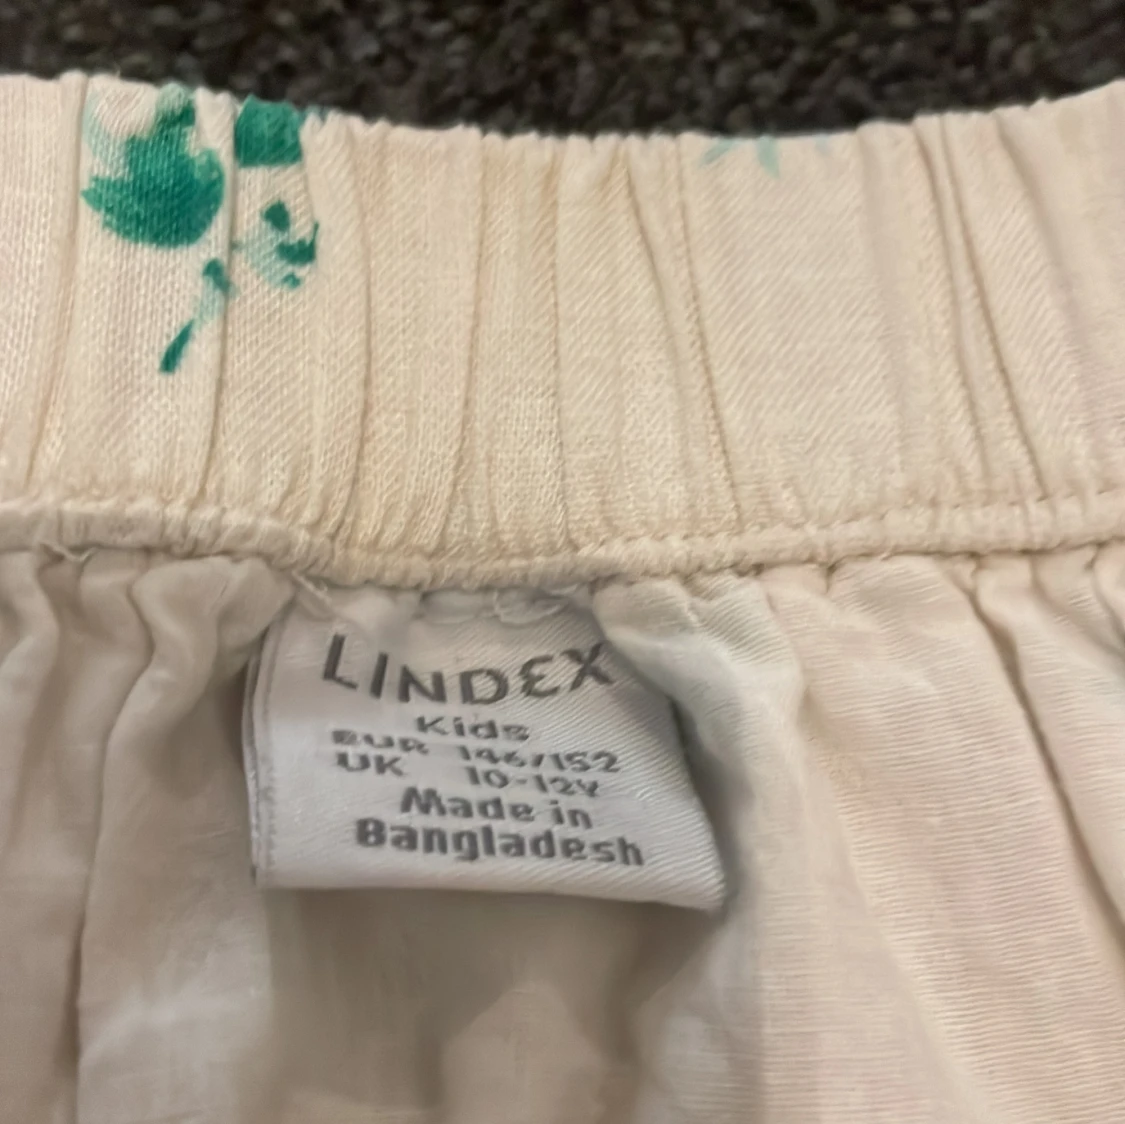 LINDEX
Kids
EUR 146/152
UK 10-12Y
Made in
Bangladesh